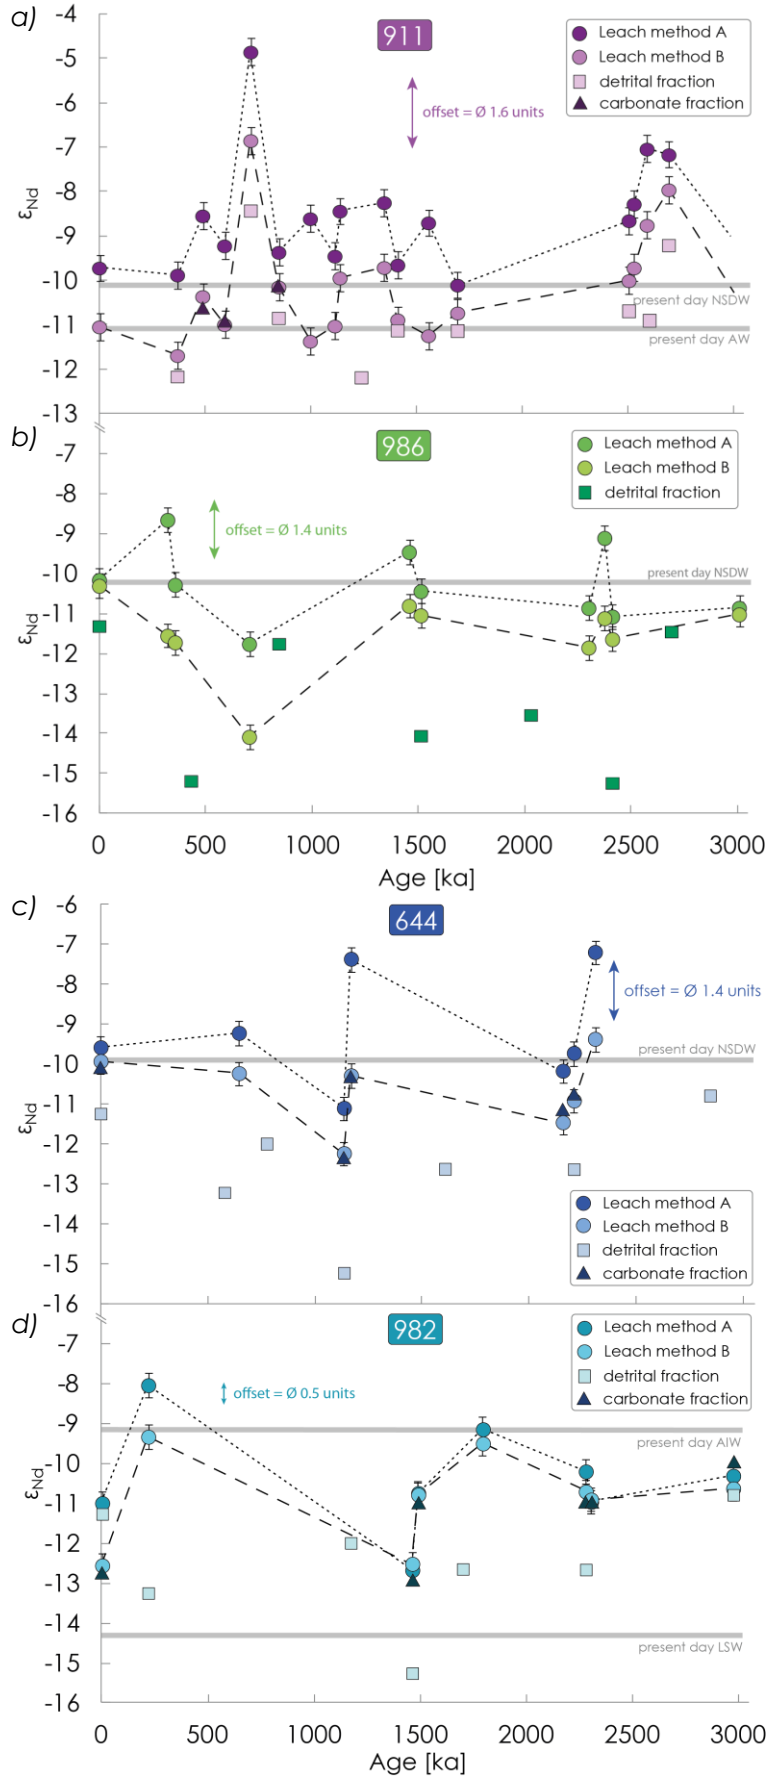 a)
-4
-5
-6
-7
-8
-9
-10
-11
-12
-13
εNd
911
offset = Ø 1.6 units
Leach method A
Leach method B
detrital fraction
carbonate fraction
present day NSDW
present day AW
b)
-7
-8
-9
-10
-11
-12
-13
-14
-15
-16
εNd
986
offset = Ø 1.4 units
Leach method A
Leach method B
detrital fraction
present day NSDW
0 500 1000 1500 2000 2500 3000
Age [ka]
c)
-6
-7
-8
-9
-10
-11
-12
-13
-14
-15
-16
εNd
644
offset = Ø 1.4 units
present day NSDW
Leach method A
Leach method B
detrital fraction
carbonate fraction
d)
-7
-8
-9
-10
-11
-12
-13
-14
-15
-16
εNd
982
offset = Ø 0.5 units
Leach method A
Leach method B
detrital fraction
carbonate fraction
present day AIW
present day LSW
0 500 1000 1500 2000 2500 3000
Age [ka]